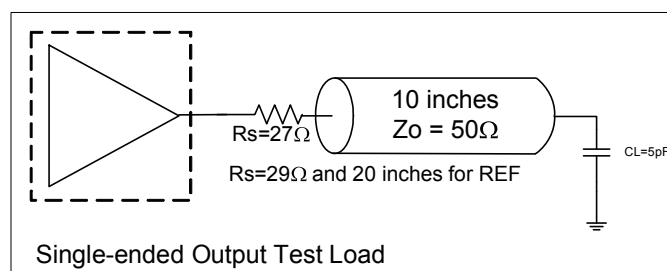 10 inches
Zo = 50Ω
Rs=27Ω
CL=5pF
Rs=29Ω and 20 inches for REF
Single-ended Output Test Load